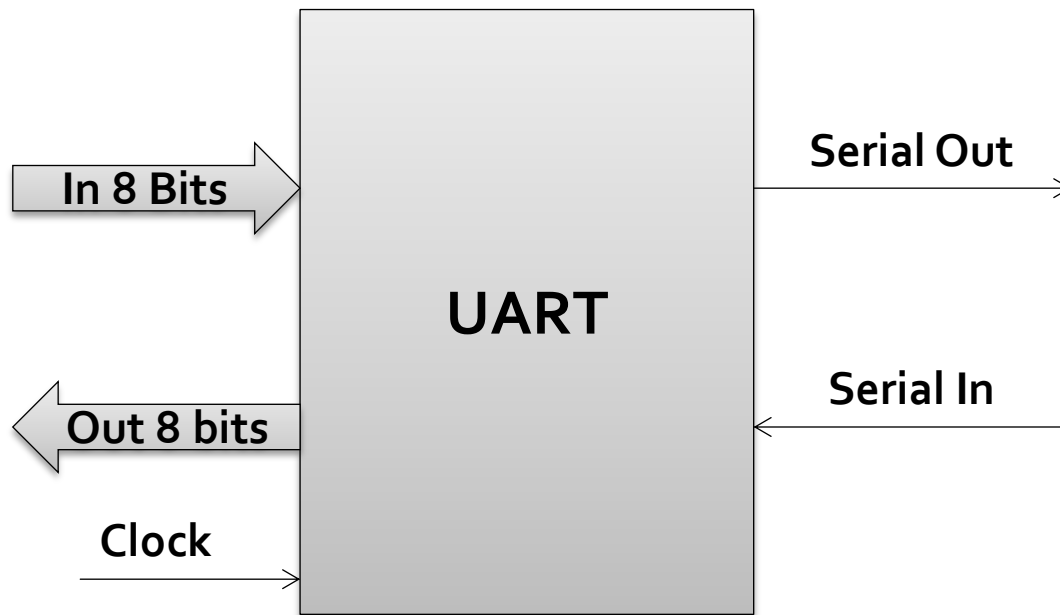 Serial Out
In 8 Bits
UART
Serial In
Out 8 bits
Clock